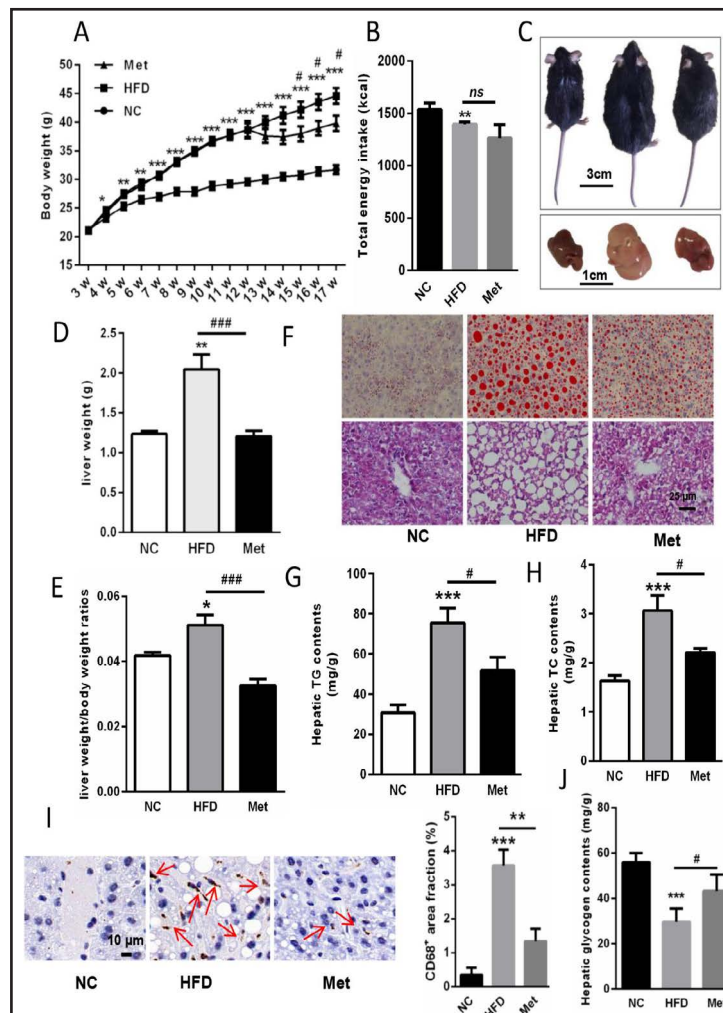 A
Met
HFD
NC
Body weight (g)
50
45
40
35
30
25
20
15
* ** ** *** *** *** *** *** *** *** *** *** *** ***
# # #
3 w 4 w 5 w 6 w 7 w 8 w 9 w 10 w 11 w 12 w 13 w 14 w 15 w 16 w 17 w
B
Total energy intake (kcal)
2000
1500
1000
500
0
ns
**
NC HFD Met
C
3cm
1cm
D
liver weight (g)
2.5
2.0
1.5
1.0
0.5
0.0
###
**
NC HFD Met
F
25 μm
NC HFD Met
E
liver weight/body weight ratios
0.06
0.04
0.02
0.00
###
*
NC HFD Met
G
Hepatic TG contents
(mg/g)
100
80
60
40
20
0
#
***
NC HFD Met
H
Hepatic TC contents
(mg/g)
4
3
2
1
0
#
***
NC HFD Met
I
10 μm
NC HFD Met
CD68+ area fraction (%)
5
4
3
2
1
0
**
***
NC HFD Met
J
Hepatic glycogen contents (mg/g)
80
60
40
20
0
#
***
NC HFD Met